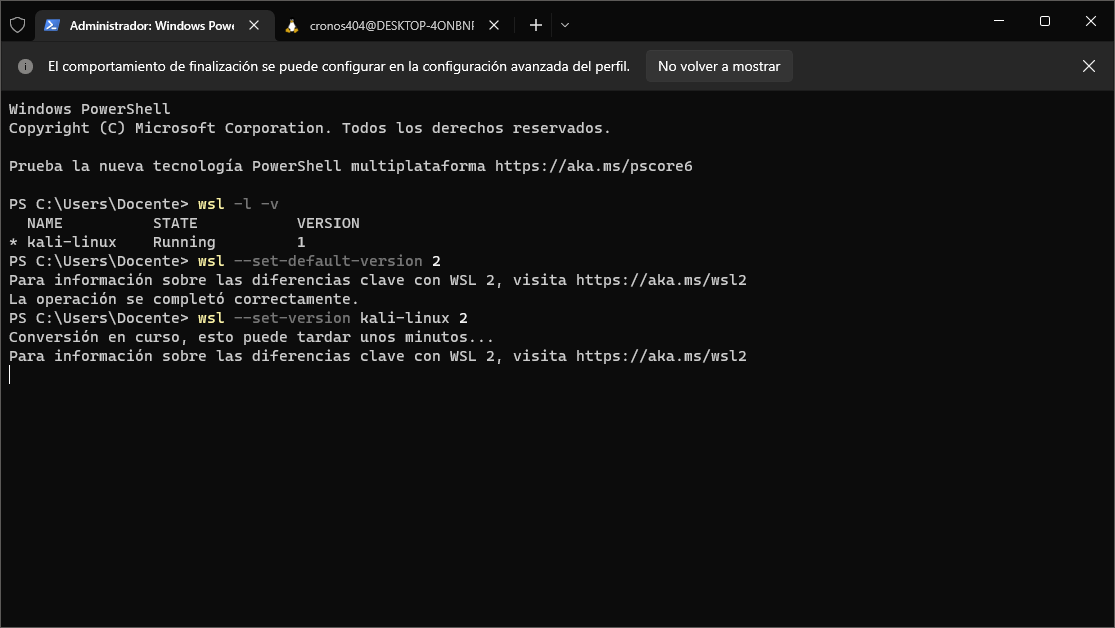 Administrador: Windows Powe
cronos404@DESKTOP-4ONBNF
El comportamiento de finalización se puede configurar en la configuración avanzada del perfil.
No volver a mostrar
Windows PowerShell
Copyright (C) Microsoft Corporation. Todos los derechos reservados.
Prueba la nueva tecnología PowerShell multiplataforma https://aka.ms/pscore6
PS C:\Users\Docente> wsl -l -v
  NAME          STATE           VERSION
* kali-linux    Running         1
PS C:\Users\Docente> wsl --set-default-version 2
Para información sobre las diferencias clave con WSL 2, visita https://aka.ms/wsl2
La operación se completó correctamente.
PS C:\Users\Docente> wsl --set-version kali-linux 2
Conversión en curso, esto puede tardar unos minutos...
Para información sobre las diferencias clave con WSL 2, visita https://aka.ms/wsl2